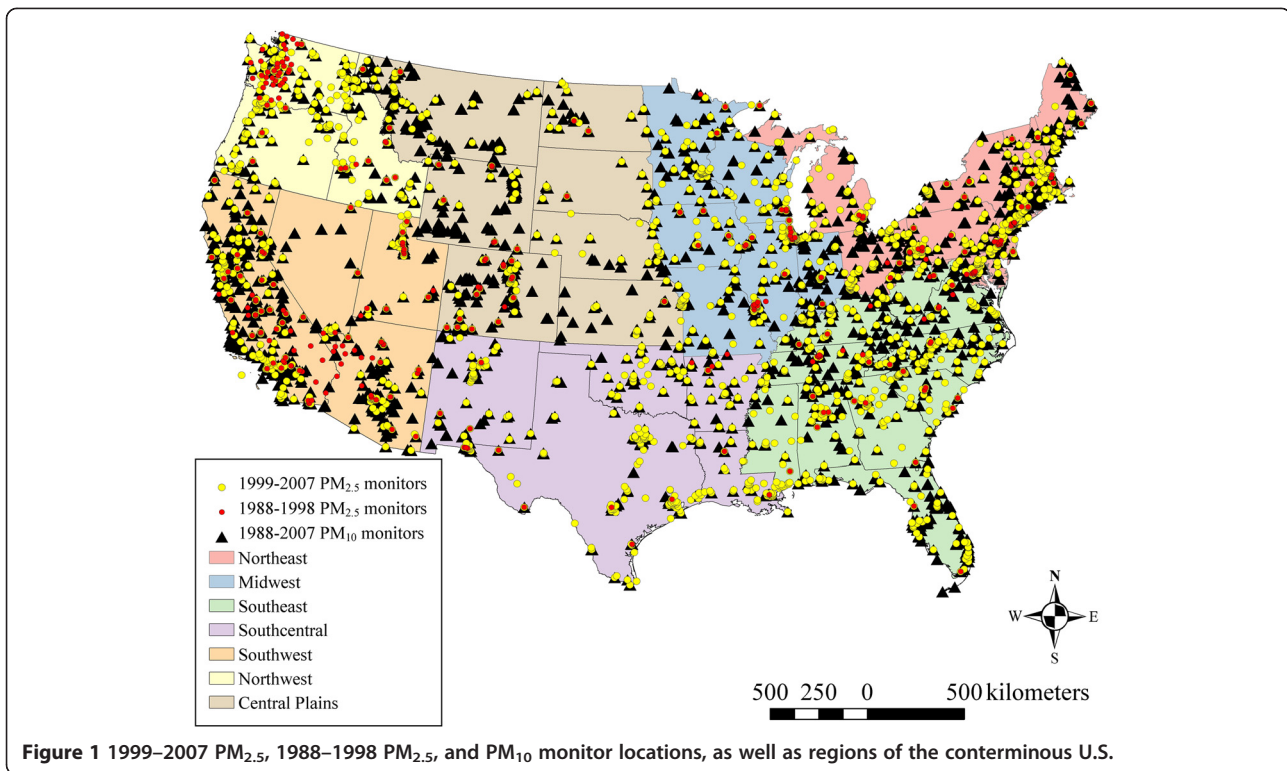 1999-2007 PM2.5 monitors
1988-1998 PM2.5 monitors
1988-2007 PM10 monitors
Northeast
Midwest
Southeast
Southcentral
Southwest
Northwest
Central Plains
N
W E
S
500 250 0 500 kilometers
Figure 1 1999–2007 PM2.5, 1988–1998 PM2.5, and PM10 monitor locations, as well as regions of the conterminous U.S.